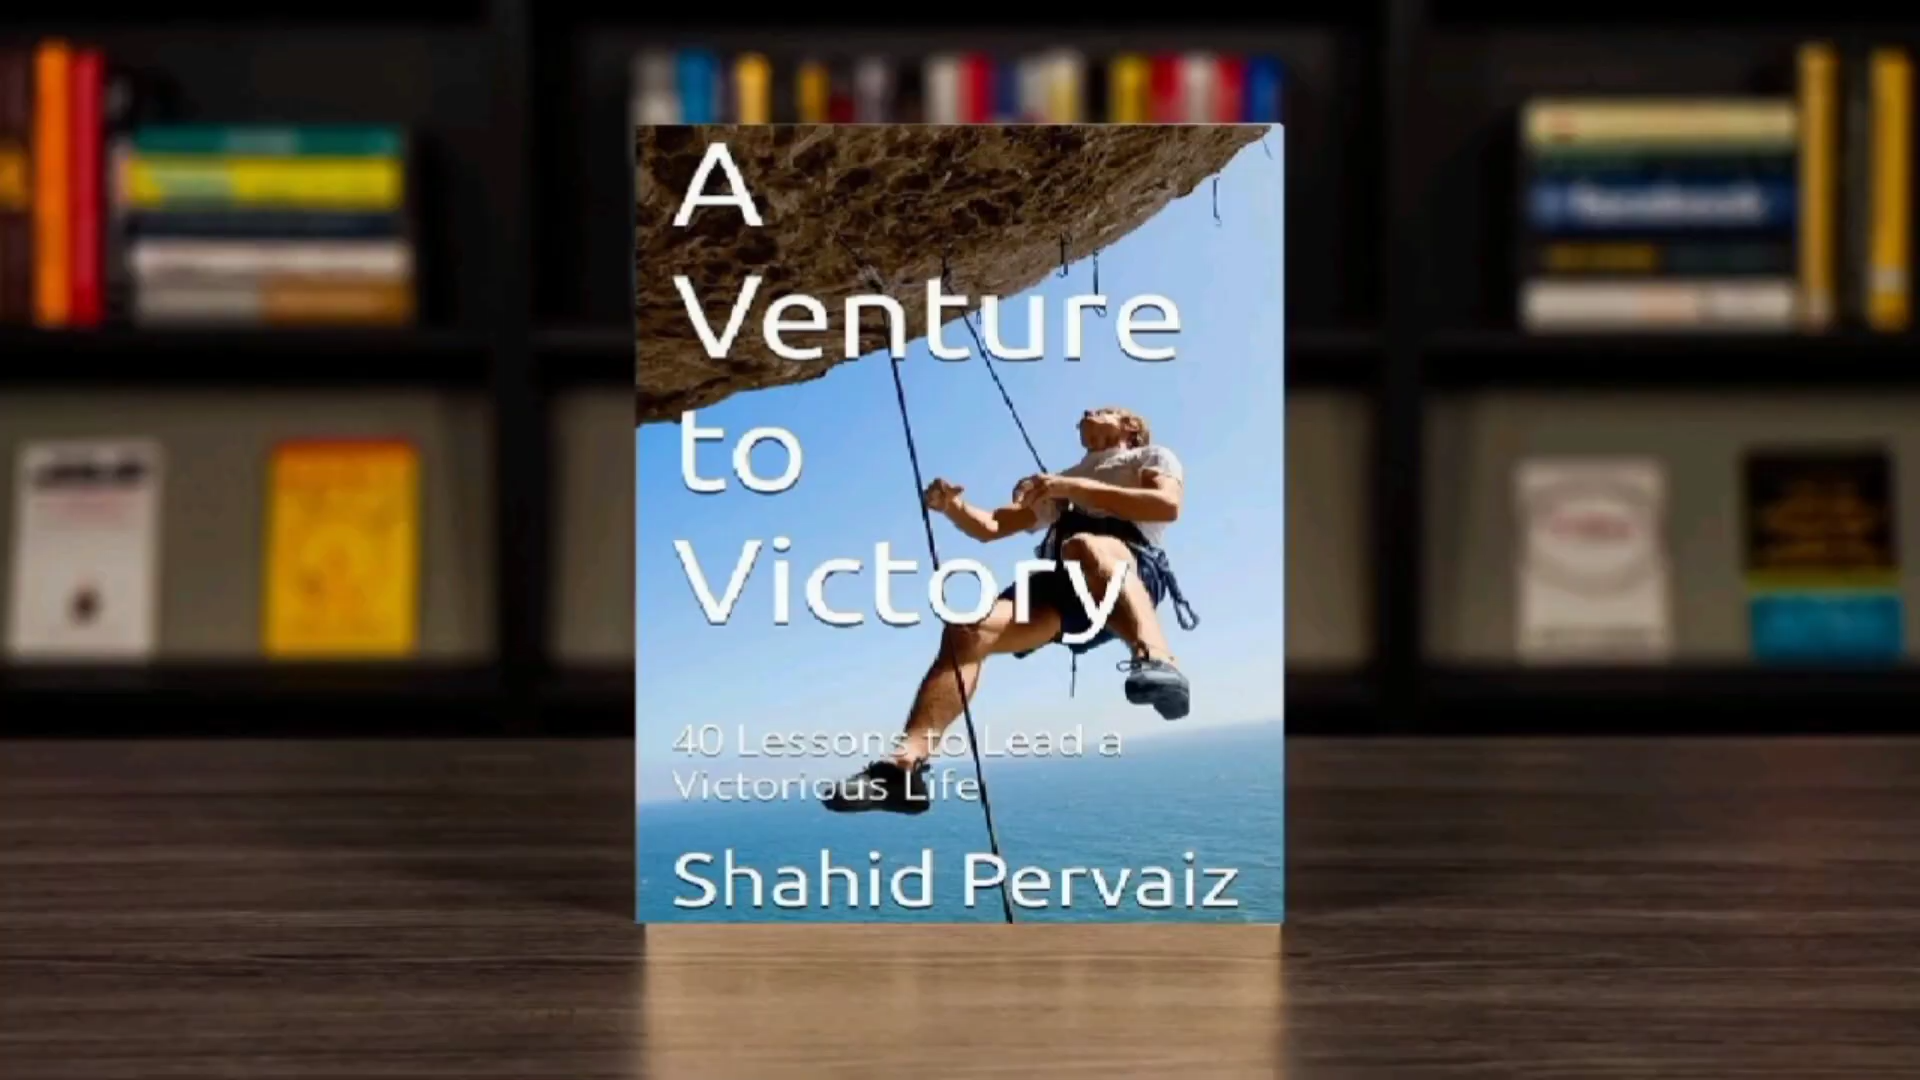 A
Venture
to
Victory
40 Lessons to Lead a
Victorious Life
Shahid Pervaiz